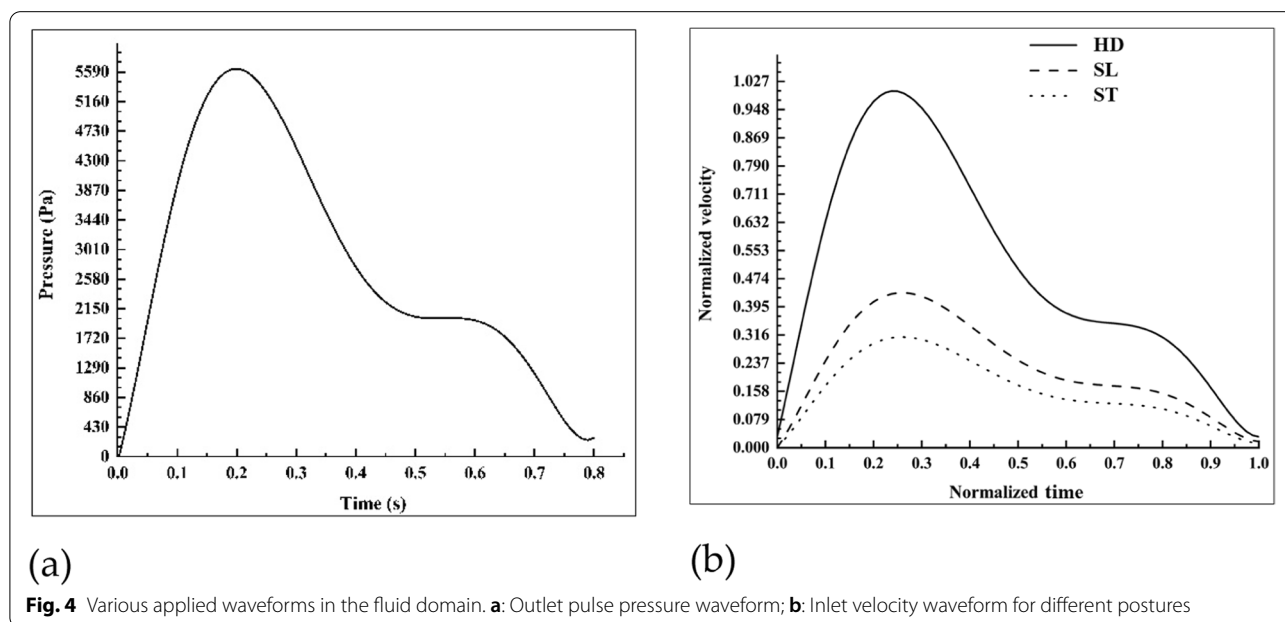 5590
5160
4730
4300
3870
3440
3010
2580
2150
1720
1290
860
430
0
Pressure (Pa)
0.0 0.1 0.2 0.3 0.4 0.5 0.6 0.7 0.8
Time (s)
(a)
HD
SL
ST
1.027
0.948
0.869
0.790
0.711
0.632
0.553
0.474
0.395
0.316
0.237
0.158
0.079
0.000
Normalized velocity
0.0 0.1 0.2 0.3 0.4 0.5 0.6 0.7 0.8 0.9 1.0
Normalized time
(b)
Fig. 4 Various applied waveforms in the fluid domain. a: Outlet pulse pressure waveform; b: Inlet velocity waveform for different postures